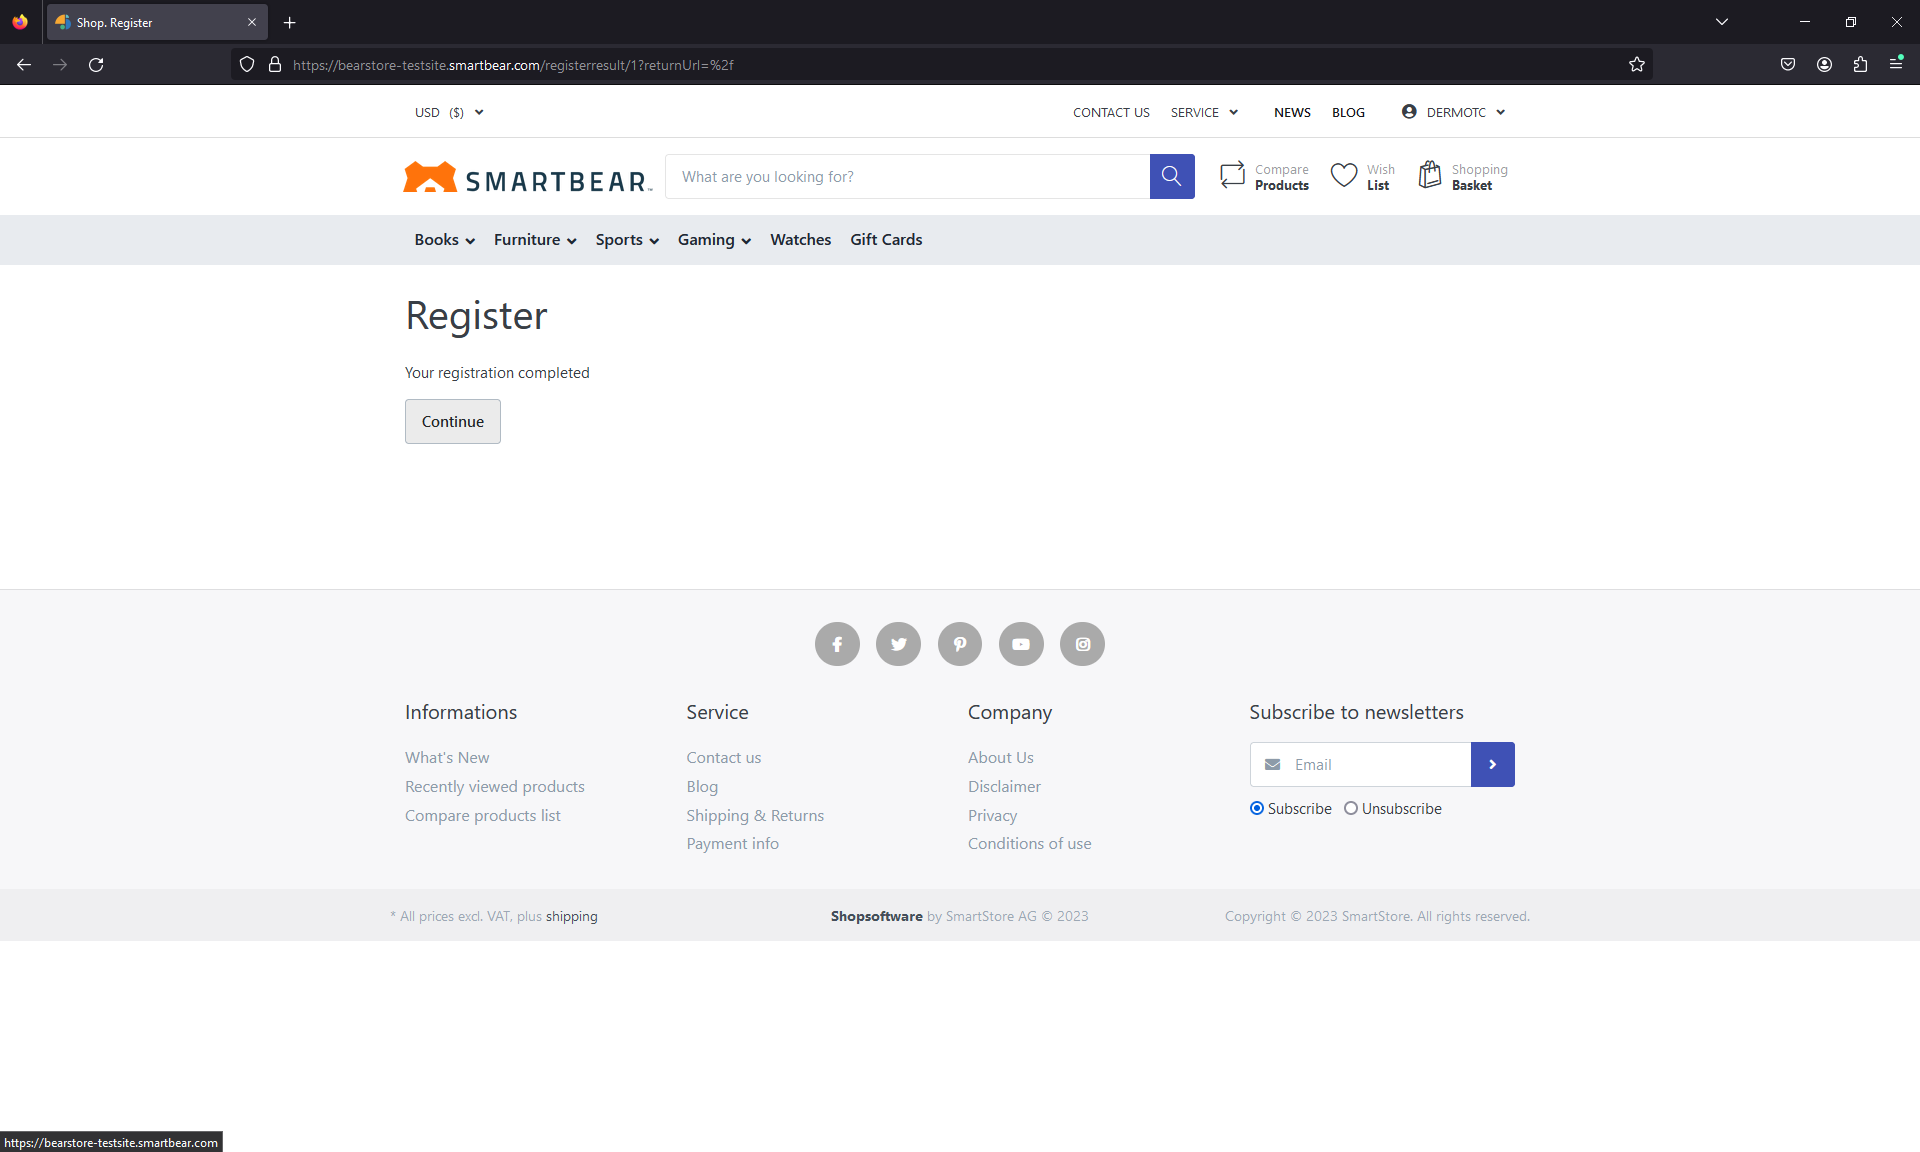 Shop. Register
https://bearstore-testsite.smartbear.com/registerresult/1?returnUrl=%2f
USD ($)
CONTACT US SERVICE NEWS BLOG DERMOTC
SMARTBEAR
What are you looking for?
Compare
Products
Wish
List
Shopping
Basket
Books Furniture Sports Gaming Watches Gift Cards
Register
Your registration completed
Continue
Informations
What's New
Recently viewed products
Compare products list
Service
Contact us
Blog
Shipping & Returns
Payment info
Company
About Us
Disclaimer
Privacy
Conditions of use
Subscribe to newsletters
Email
Subscribe Unsubscribe
* All prices excl. VAT, plus shipping
Shopsoftware by SmartStore AG © 2023
Copyright © 2023 SmartStore. All rights reserved.
https://bearstore-testsite.smartbear.com